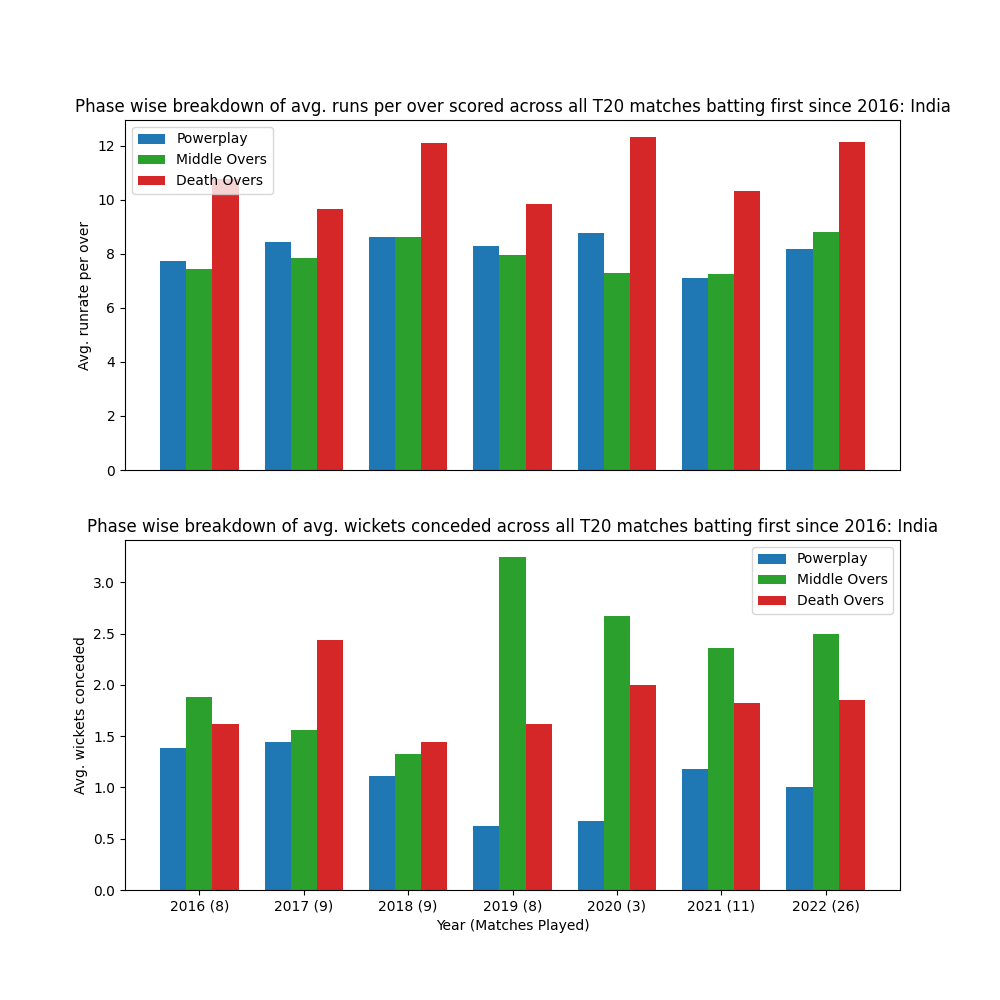 Phase wise breakdown of avg. runs per over scored across all T20 matches batting first since 2016: India
Powerplay
Middle Overs
Death Overs
Avg. runrate per over
12
10
8
6
4
2
0
Phase wise breakdown of avg. wickets conceded across all T20 matches batting first since 2016: India
Powerplay
Middle Overs
Death Overs
Avg. wickets conceded
3.0
2.5
2.0
1.5
1.0
0.5
0.0
2016 (8) 2017 (9) 2018 (9) 2019 (8) 2020 (3) 2021 (11) 2022 (26)
Year (Matches Played)